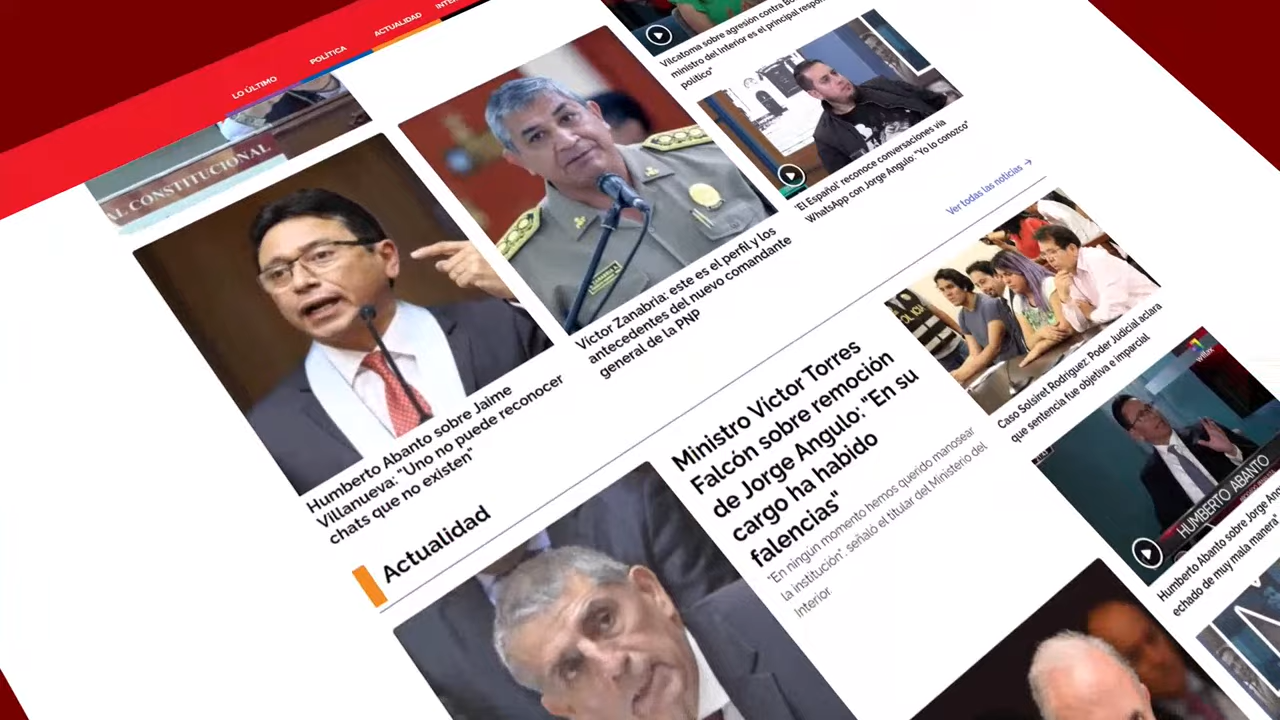 LO ÚLTIMO
POLÍTICA
ACTUALIDAD
AL CONSTITUCIONAL
Humberto Abanto sobre Jaime
Villanueva: "Uno no puede reconocer
chats que no existen"
Víctor Zanabria: este es el perfil y los
antecedentes del nuevo comandante
general de la PNP
Vilcatoma sobre agresión contra
ministro del Interior es el principal
político"
'El Español' reconoce conversaciones vía
WhatsApp con Jorge Angulo: "Yo lo conozco"
Ver todas las noticias →
Actualidad
Ministro Víctor Torres
Falcón sobre remoción
de Jorge Angulo: "En su
cargo ha habido
falencias"
"En ningún momento hemos querido manosear
la institución", señaló el titular del Ministerio del
Interior
Caso Solsiret Rodríguez: Poder Judicial aclara
que sentencia fue objetiva e imparcial
willax
HUMBERTO ABANTO
Humberto Abanto sobre Jorge
echado de muy mala manera"